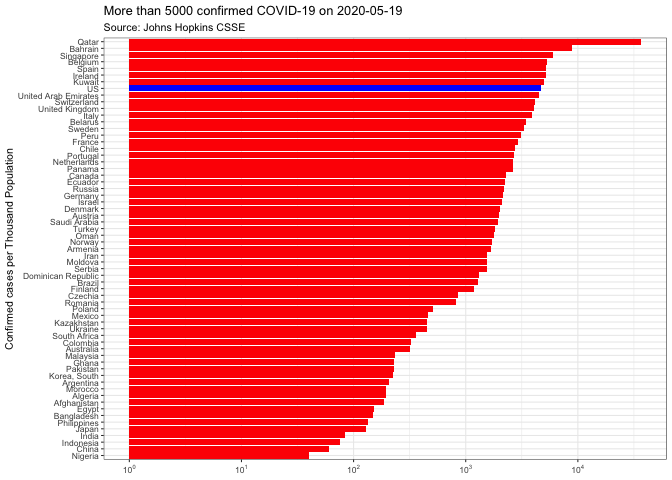 More than 5000 confirmed COVID-19 on 2020-05-19
Source: Johns Hopkins CSSE
Confirmed cases per Thousand Population
Qatar
Bahrain
Singapore
Belgium
Spain
Ireland
Kuwait
US
United Arab Emirates
Switzerland
United Kingdom
Italy
Belarus
Sweden
Peru
France
Chile
Portugal
Netherlands
Panama
Canada
Ecuador
Russia
Germany
Israel
Denmark
Austria
Saudi Arabia
Turkey
Oman
Norway
Armenia
Iran
Moldova
Serbia
Dominican Republic
Brazil
Finland
Czechia
Romania
Poland
Mexico
Kazakhstan
Ukraine
South Africa
Colombia
Australia
Malaysia
Ghana
Pakistan
Korea, South
Argentina
Morocco
Algeria
Afghanistan
Egypt
Bangladesh
Philippines
Japan
India
Indonesia
China
Nigeria
10⁰ 10¹ 10² 10³ 10⁴